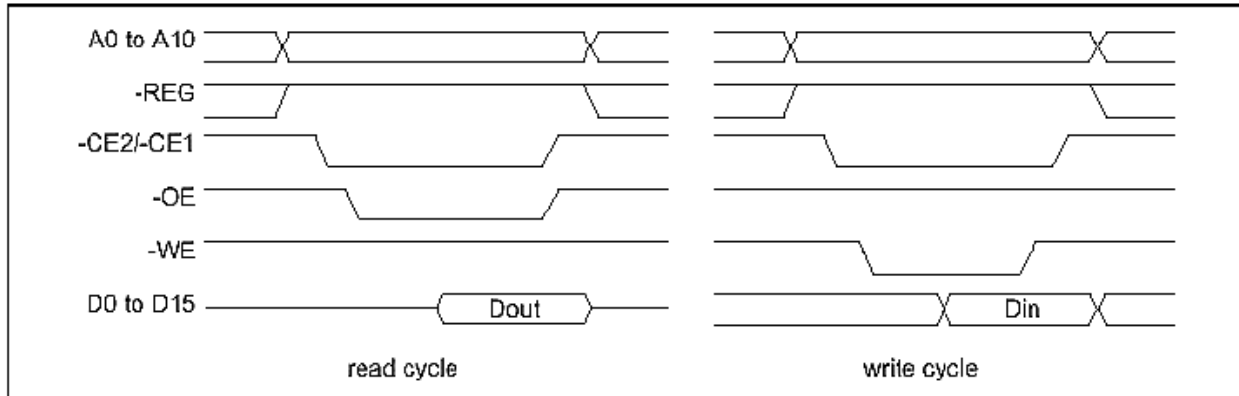 A0 to A10
-REG
-CE2/-CE1
-OE
-WE
D0 to D15
Dout
Din
read cycle
write cycle